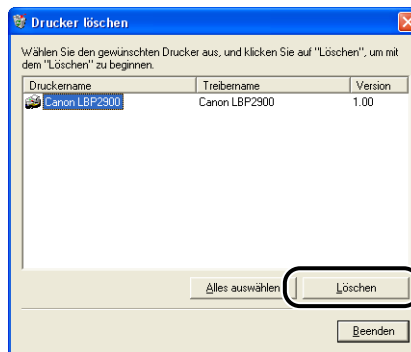 Drucker löschen
Wählen Sie den gewünschten Drucker aus, und klicken Sie auf "Löschen", um mit
dem "Löschen" zu beginnen.
Druckername Treibername Version
Canon LBP2900 Canon LBP2900 1.00
Alles auswählen Löschen
Beenden